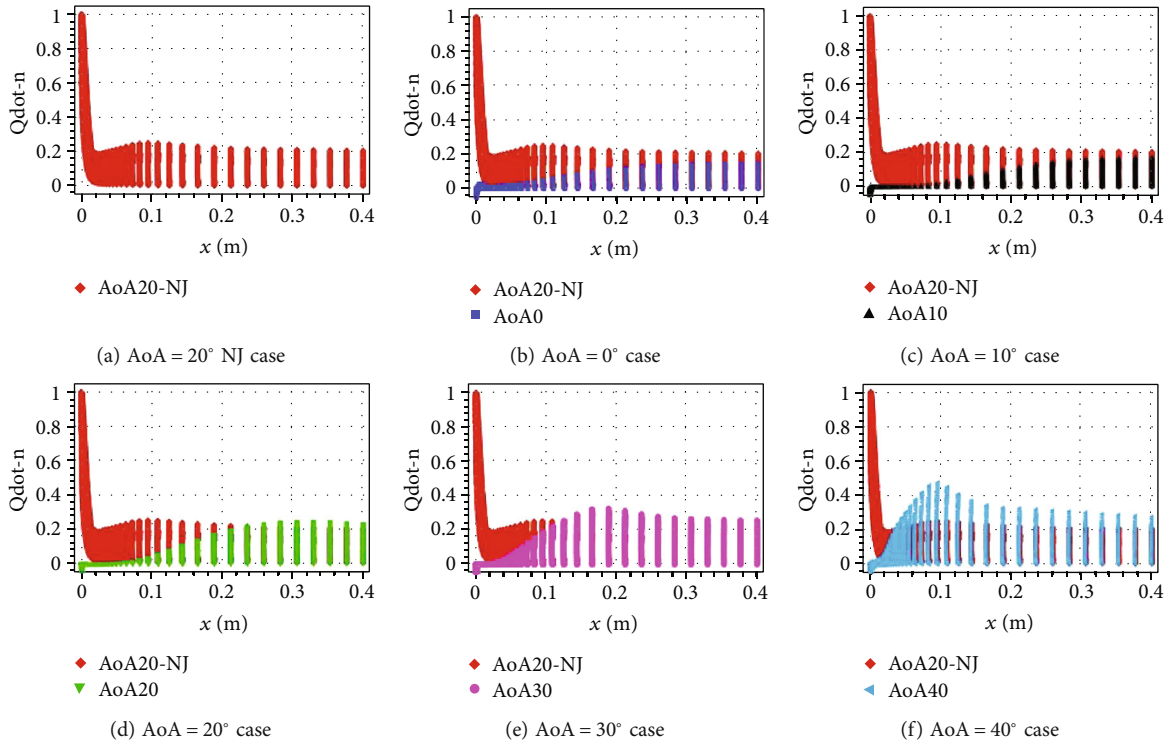 1
0.8
0.6
0.4
0.2
0
Qdot-n
0 0.1 0.2 0.3 0.4
x (m)
AoA20-NJ
(a) AoA = 20° NJ case
1
0.8
0.6
0.4
0.2
0
Qdot-n
0 0.1 0.2 0.3 0.4
x (m)
AoA20-NJ
AoA0
(b) AoA = 0° case
1
0.8
0.6
0.4
0.2
0
Qdot-n
0 0.1 0.2 0.3 0.4
x (m)
AoA20-NJ
AoA10
(c) AoA = 10° case
1
0.8
0.6
0.4
0.2
0
Qdot-n
0 0.1 0.2 0.3 0.4
x (m)
AoA20-NJ
AoA20
(d) AoA = 20° case
1
0.8
0.6
0.4
0.2
0
Qdot-n
0 0.1 0.2 0.3 0.4
x (m)
AoA20-NJ
AoA30
(e) AoA = 30° case
1
0.8
0.6
0.4
0.2
0
Qdot-n
0 0.1 0.2 0.3 0.4
x (m)
AoA20-NJ
AoA40
(f) AoA = 40° case